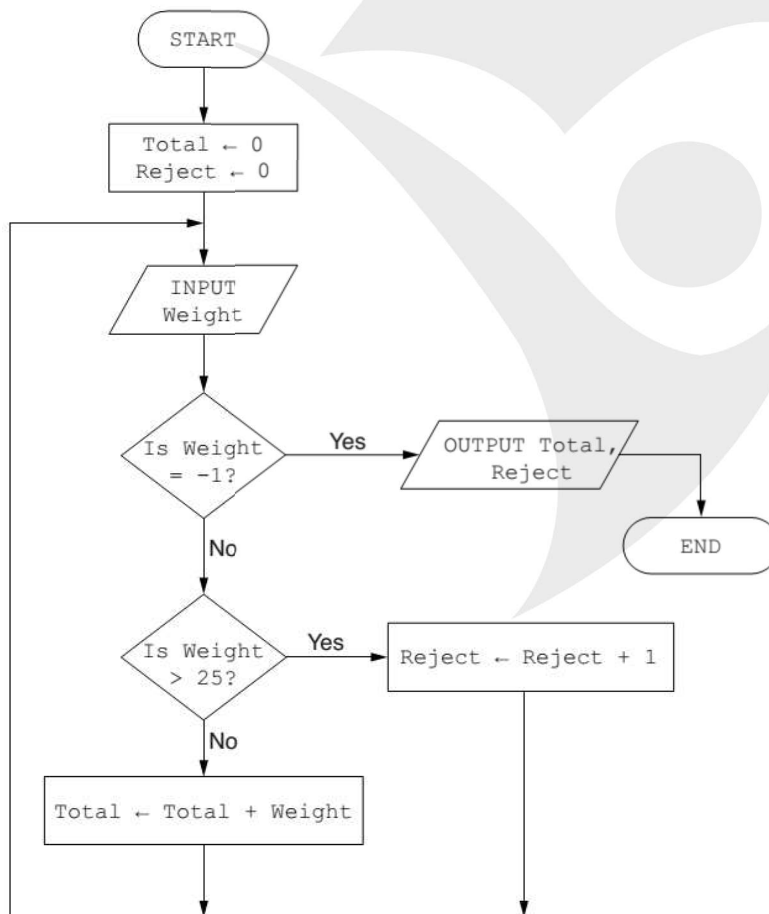 START
Total ← 0
Reject ← 0
INPUT
Weight
Is Weight
= -1?
Yes
OUTPUT Total,
Reject
END
No
Is Weight
> 25?
Yes
Reject ← Reject + 1
No
Total ← Total + Weight